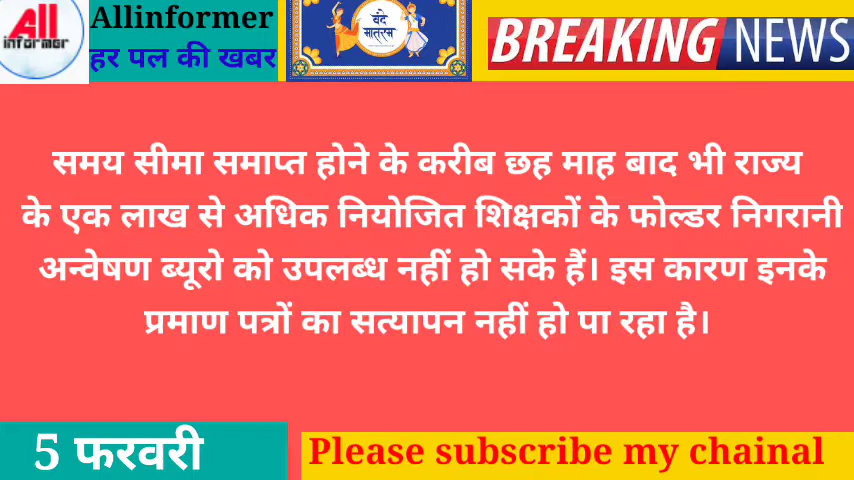 All
INFORMER
Allinformer
हर पल की खबर
वंदे
मातरम
BREAKING NEWS
समय सीमा समाप्त होने के करीब छह माह बाद भी राज्य
के एक लाख से अधिक नियोजित शिक्षकों के फोल्डर निगरानी
अन्वेषण ब्यूरो को उपलब्ध नहीं हो सके हैं। इस कारण इनके
प्रमाण पत्रों का सत्यापन नहीं हो पा रहा है।
5 फरवरी
Please subscribe my chainal